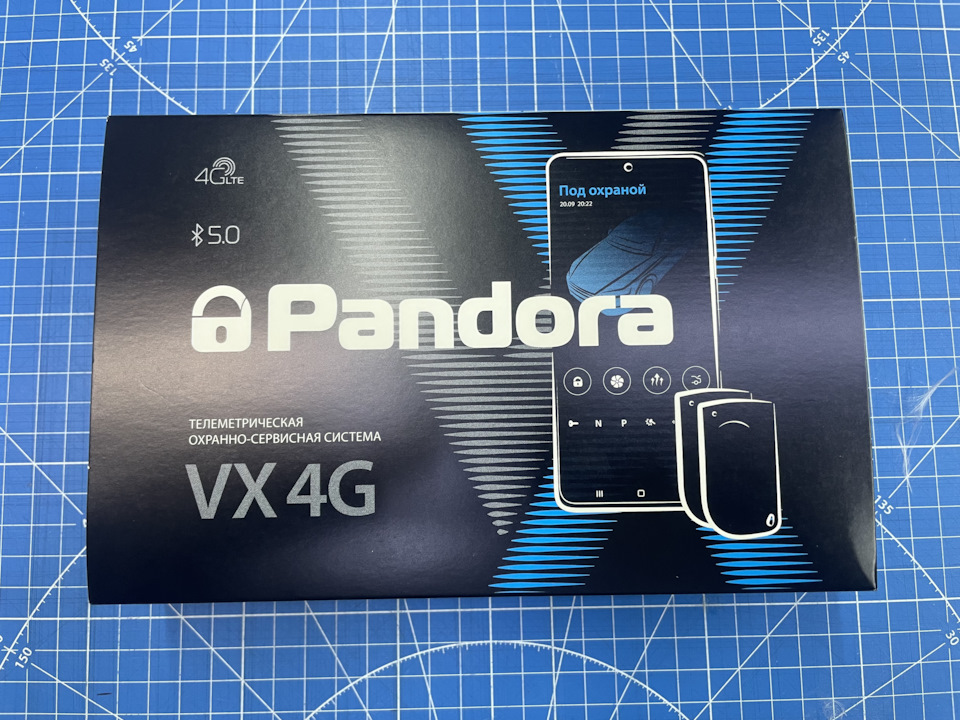 45
135
135
45
4G LTE
5.0
Под охраной
20.09 20:22
Pandora
N P
ТЕЛЕМЕТРИЧЕСКАЯ
ОХРАННО-СЕРВИСНАЯ СИСТЕМА
VX 4G
135
150
30